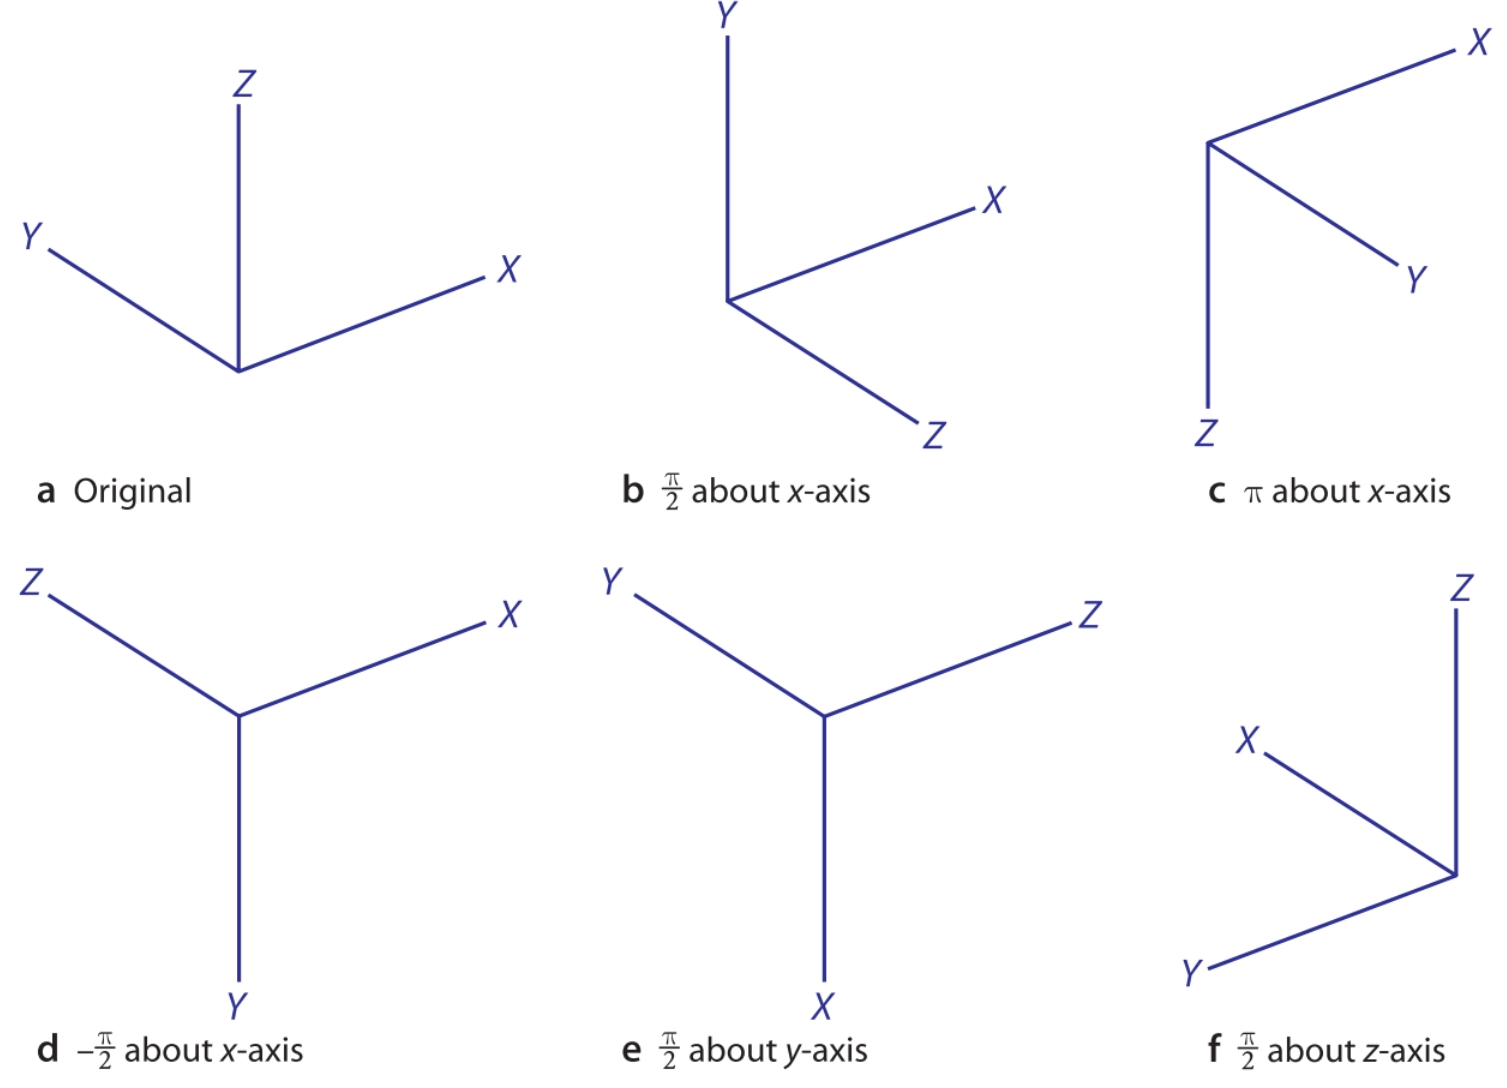 Z
Y
X
a Original
Y
X
Z
b π/2 about x-axis
X
Y
Z
c π about x-axis
Z
X
Y
d –π/2 about x-axis
Y
Z
X
e π/2 about y-axis
Z
X
Y
f π/2 about z-axis